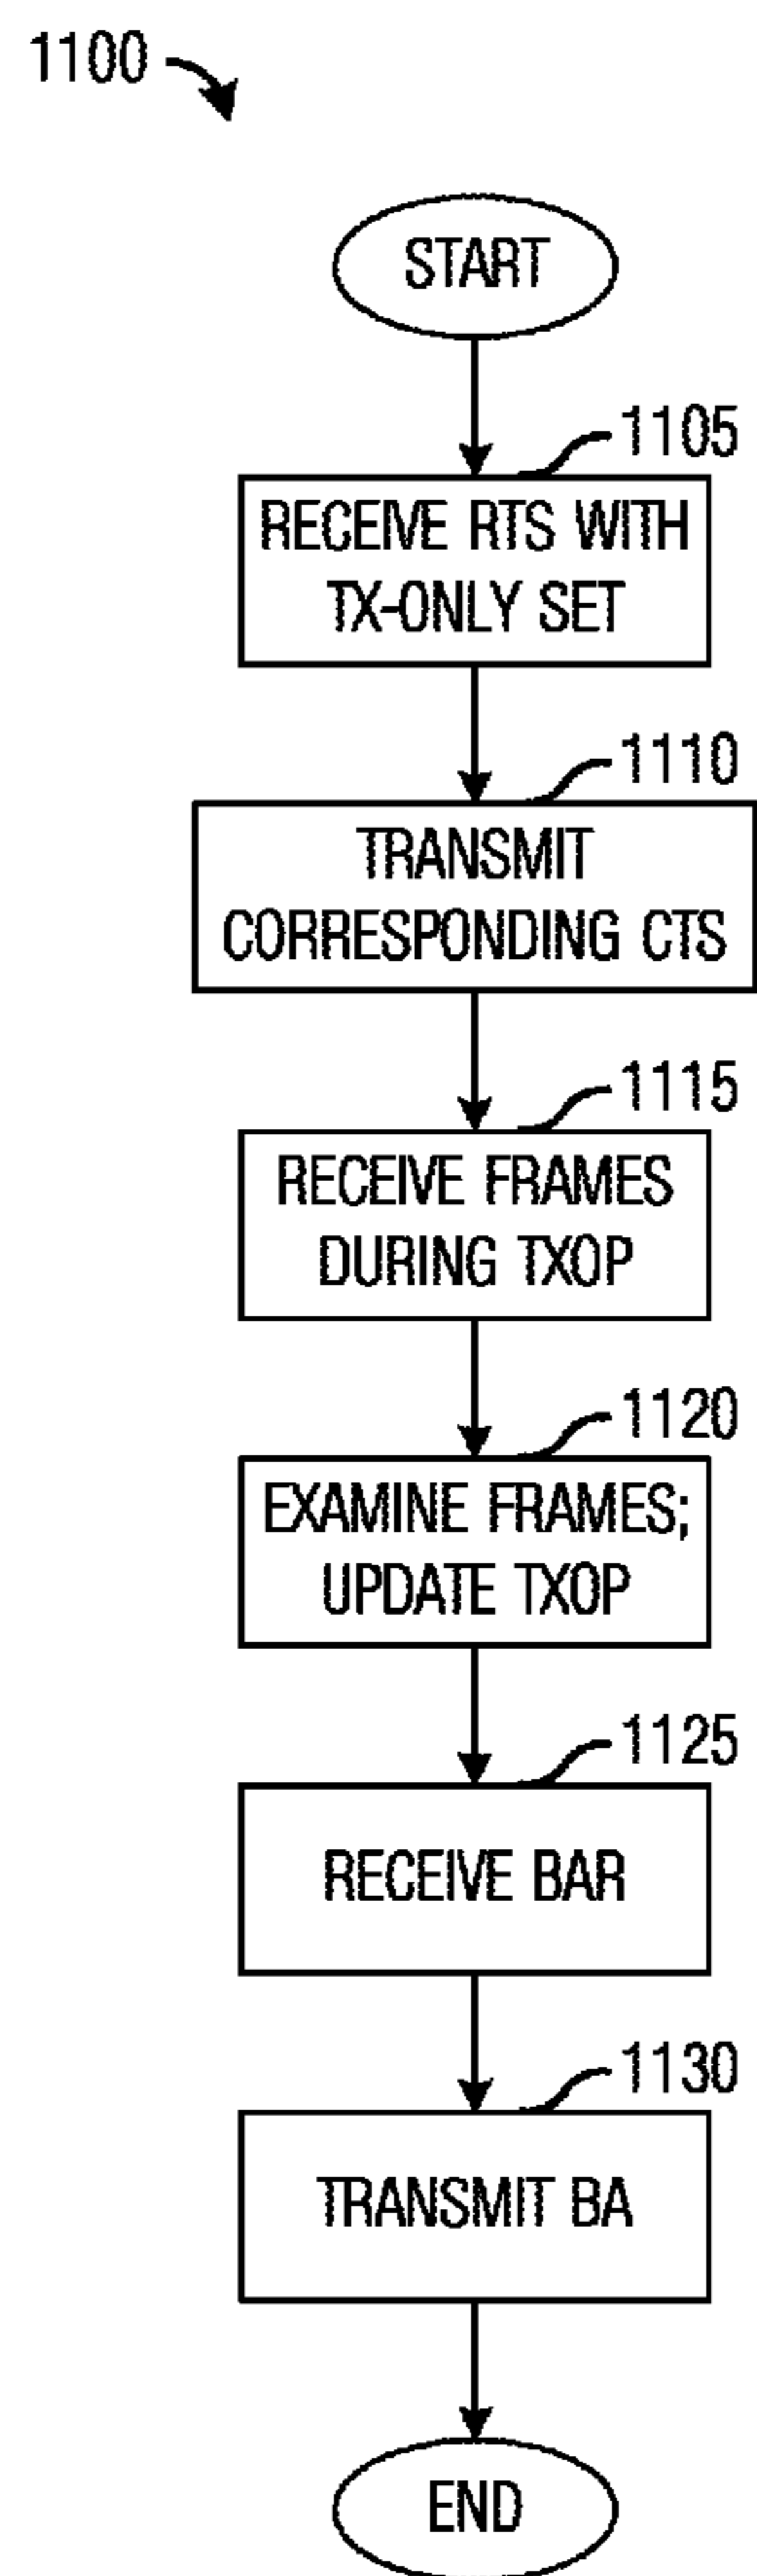 1100
START
1105
RECEIVE RTS WITH
TX-ONLY SET
1110
TRANSMIT
CORRESPONDING CTS
1115
RECEIVE FRAMES
DURING TXOP
1120
EXAMINE FRAMES;
UPDATE TXOP
1125
RECEIVE BAR
1130
TRANSMIT BA
END